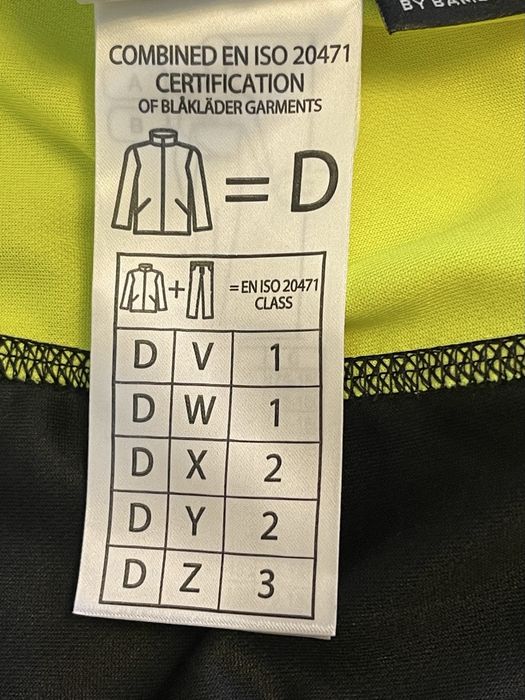 COMBINED EN ISO 20471
CERTIFICATION
OF BLÅKLÄDER GARMENTS
= D
+ = EN ISO 20471
CLASS
D V 1
D W 1
D X 2
D Y 2
D Z 3